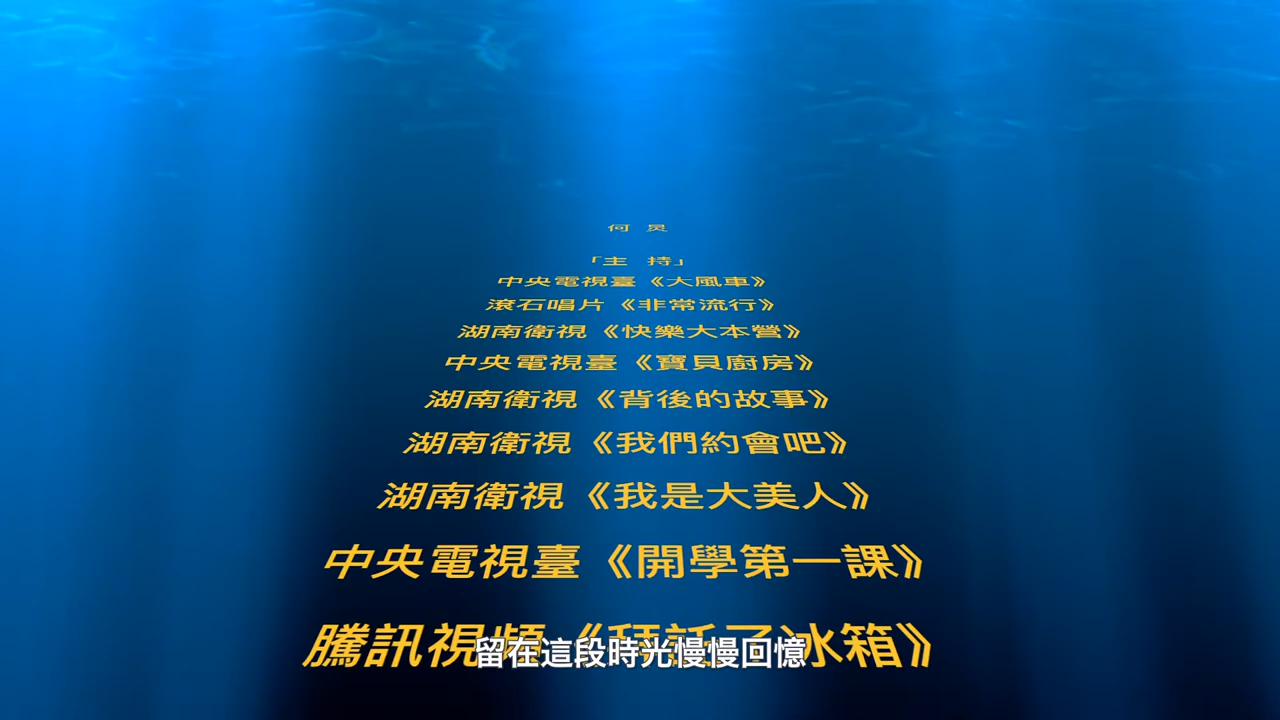 何 炅
「主 持」
中央電視臺《大風車》
滾石唱片《非常流行》
湖南衛視《快樂大本營》
中央電視臺《寶貝廚房》
湖南衛視《背後的故事》
湖南衛視《我們約會吧》
湖南衛視《我是大美人》
中央電視臺《開學第一課》
騰訊視頻《拜託了冰箱》
留在這段時光慢慢回憶